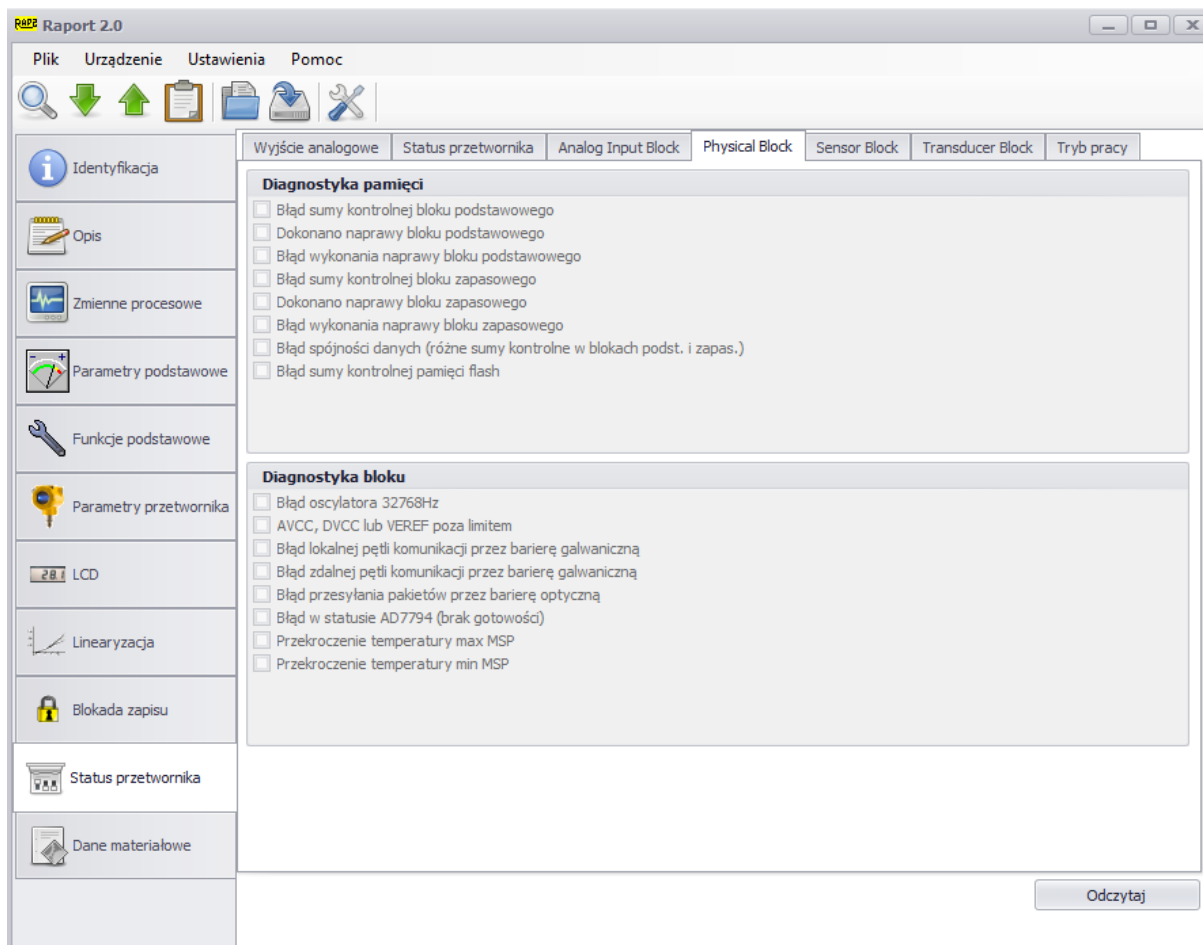 Raport 2.0
Plik Urządzenie Ustawienia Pomoc
Identyfikacja
Opis
Zmienne procesowe
Parametry podstawowe
Funkcje podstawowe
Parametry przetwornika
28.1 LCD
Linearyzacja
Blokada zapisu
Status przetwornika
Dane materiałowe
Wyjście analogowe Status przetwornika Analog Input Block Physical Block Sensor Block Transducer Block Tryb pracy
Diagnostyka pamięci
Błąd sumy kontrolnej bloku podstawowego
Dokonano naprawy bloku podstawowego
Błąd wykonania naprawy bloku podstawowego
Błąd sumy kontrolnej bloku zapasowego
Dokonano naprawy bloku zapasowego
Błąd wykonania naprawy bloku zapasowego
Błąd spójności danych (różne sumy kontrolne w blokach podst. i zapas.)
Błąd sumy kontrolnej pamięci flash
Diagnostyka bloku
Błąd oscylatora 32768Hz
AVCC, DVCC lub VEREF poza limitem
Błąd lokalnej pętli komunikacji przez barierę galwaniczną
Błąd zdalnej pętli komunikacji przez barierę galwaniczną
Błąd przesyłania pakietów przez barierę optyczną
Błąd w statusie AD7794 (brak gotowości)
Przekroczenie temperatury max MSP
Przekroczenie temperatury min MSP
Odczytaj